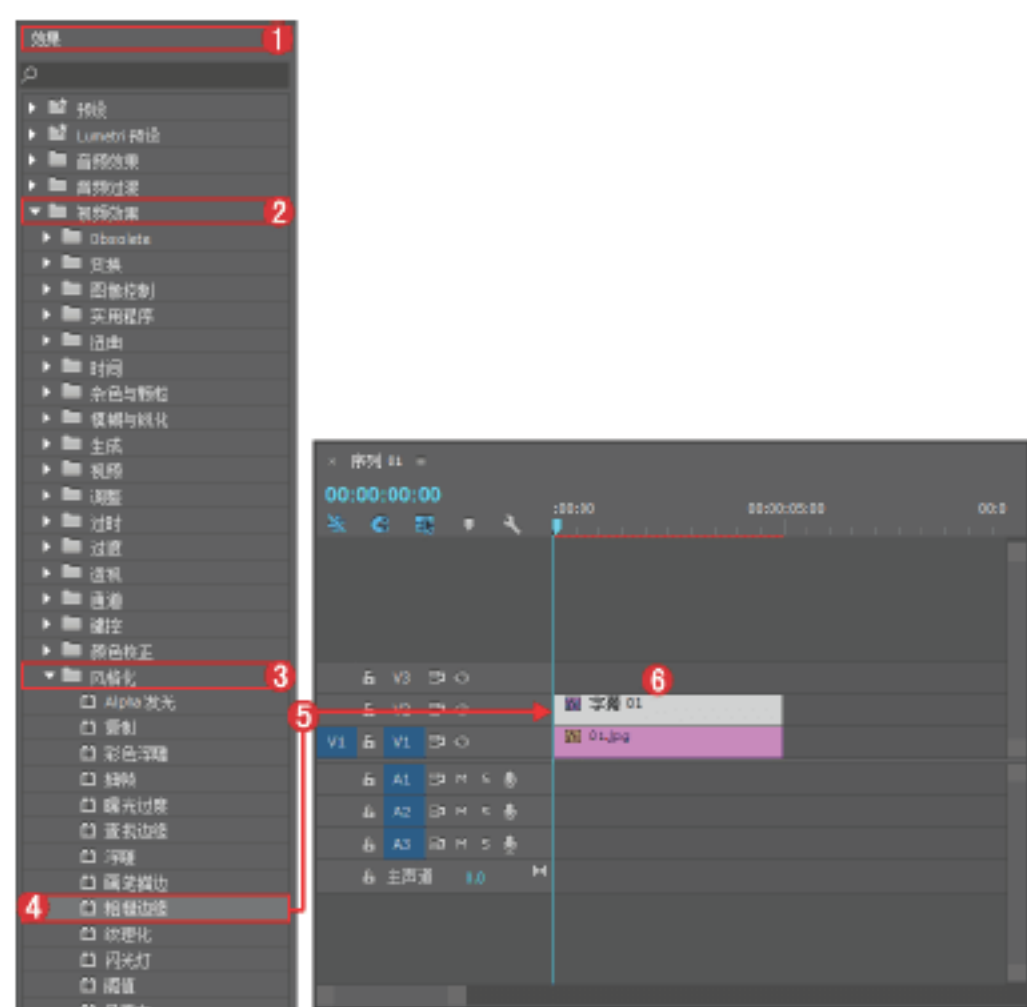 效果 1
预设
Lumetri 预设
音频效果
音频过渡
视频效果 2
Obsolete
变换
图像控制
实用程序
扭曲
时间
杂色与颗粒
模糊与锐化
生成
视频
调整
过时
过渡
透视
通道
键控
颜色校正
风格化 3
Alpha 发光
复制
彩色浮雕
抽帧
曝光过度
查找边缘
浮雕
画笔描边
4 粗糙边缘
纹理化
闪光灯
阈值
5
× 序列 01 ≡
00:00:00:00
:00:00 00:00:05:00 00:0
V3 6
V2 字幕 01
V1 V1 01.jpg
A1 M S
A2 M S
A3 M S
主声道 0.0